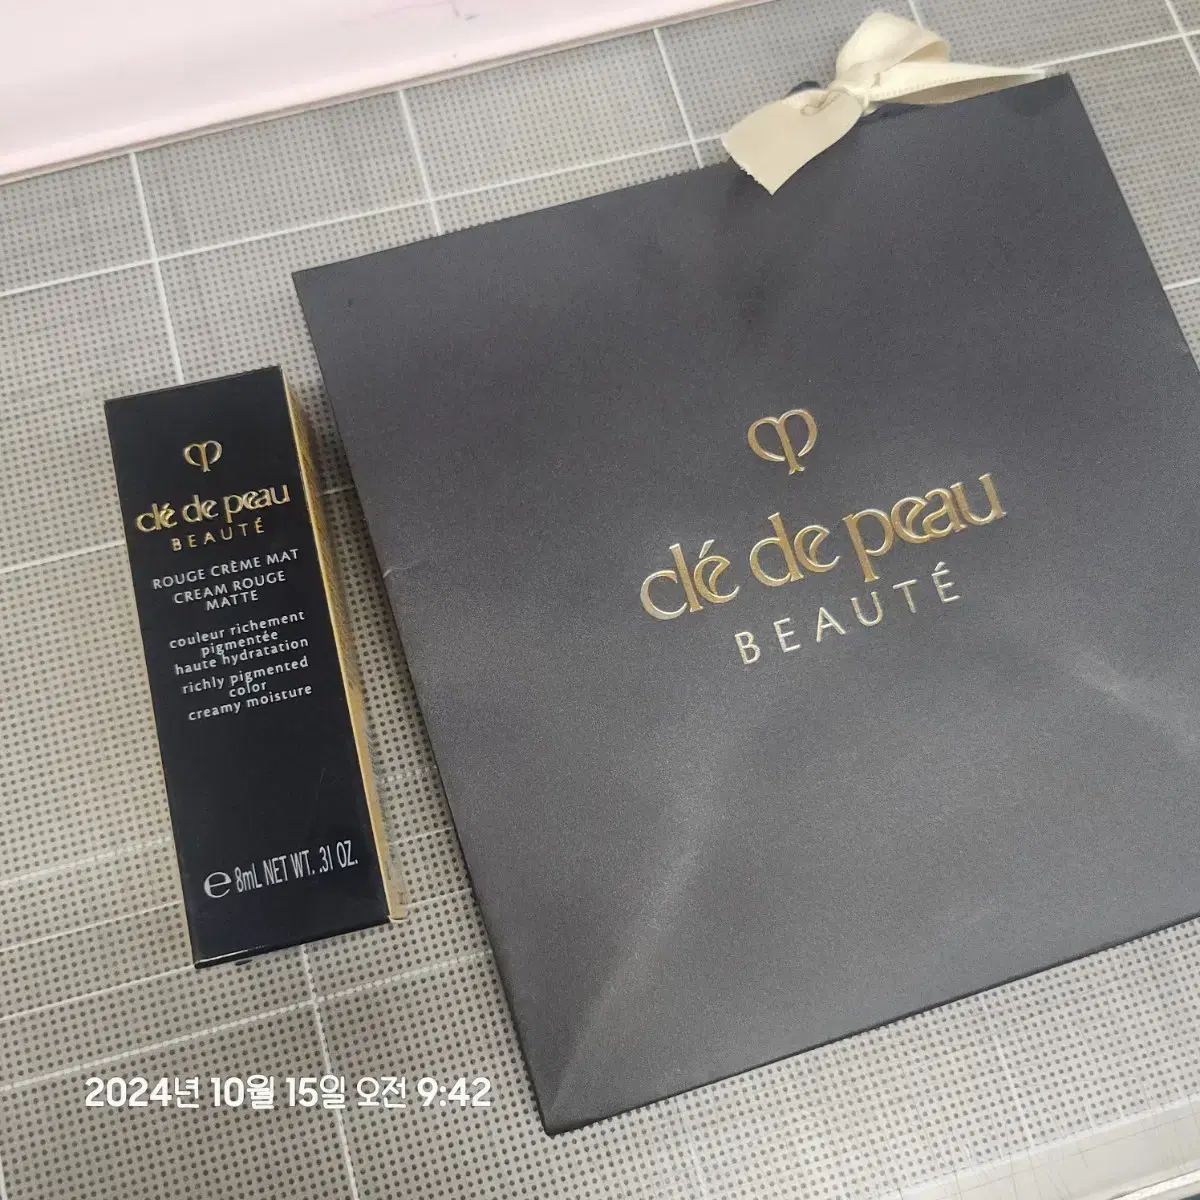 clé de peau
BEAUTÉ
ROUGE CRÈME MAT
CREAM ROUGE
MATTE
couleur richement
pigmentée
haute hydratation
richly pigmented
color
creamy moisture
e 8mL NET WT. .31 OZ.
clé de peau
BEAUTÉ
2024년 10월 15일 오전 9:42